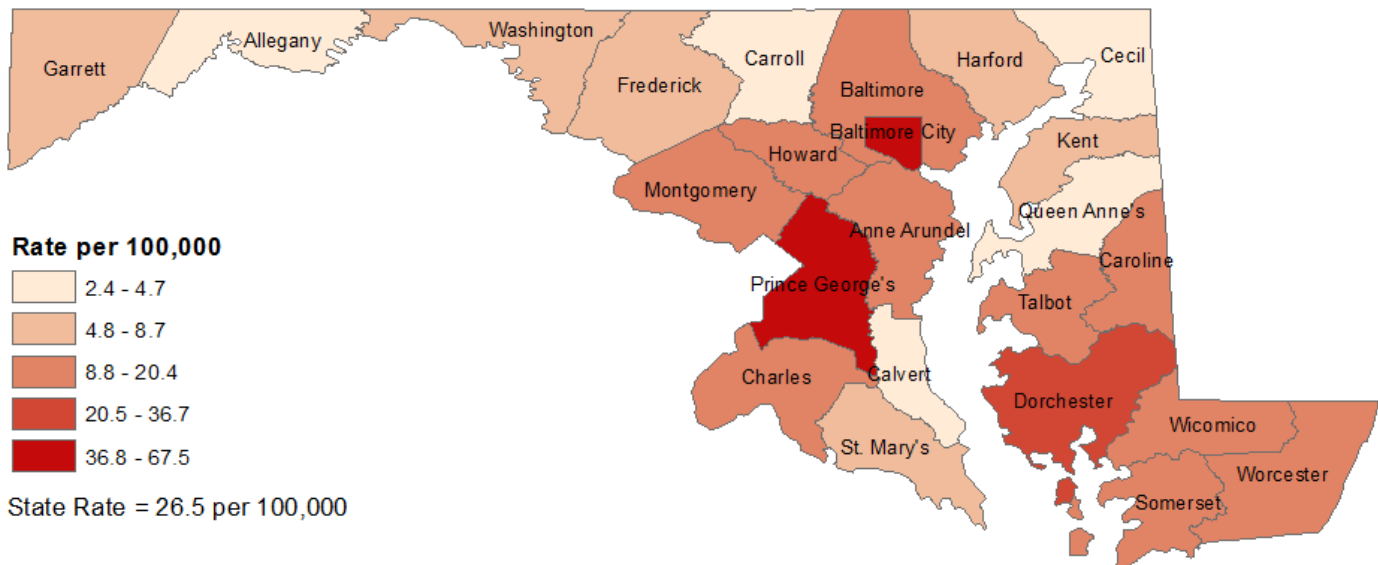 Washington
Allegany
Garrett
Frederick
Carroll
Harford
Cecil
Baltimore
Baltimore City
Howard
Kent
Montgomery
Queen Anne's
Anne Arundel
Caroline
Prince George's
Talbot
Charles
Calvert
Dorchester
St. Mary's
Wicomico
Worcester
Somerset
Rate per 100,000
2.4 - 4.7
4.8 - 8.7
8.8 - 20.4
20.5 - 36.7
36.8 - 67.5
State Rate = 26.5 per 100,000